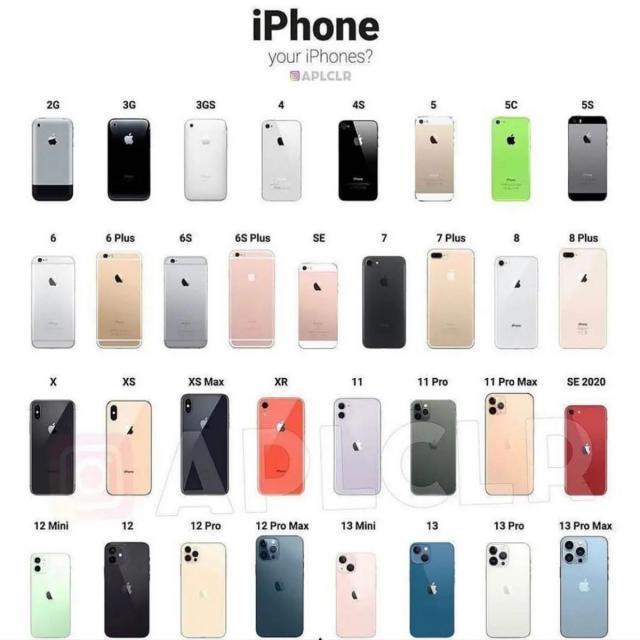 iPhone
your iPhones?
APLCLR
2G 3G 3GS 4 4S 5 5C 5S
6 6 Plus 6S 6S Plus SE 7 7 Plus 8 8 Plus
X XS XS Max XR 11 11 Pro 11 Pro Max SE 2020
APLCLR
12 Mini 12 12 Pro 12 Pro Max 13 Mini 13 13 Pro 13 Pro Max